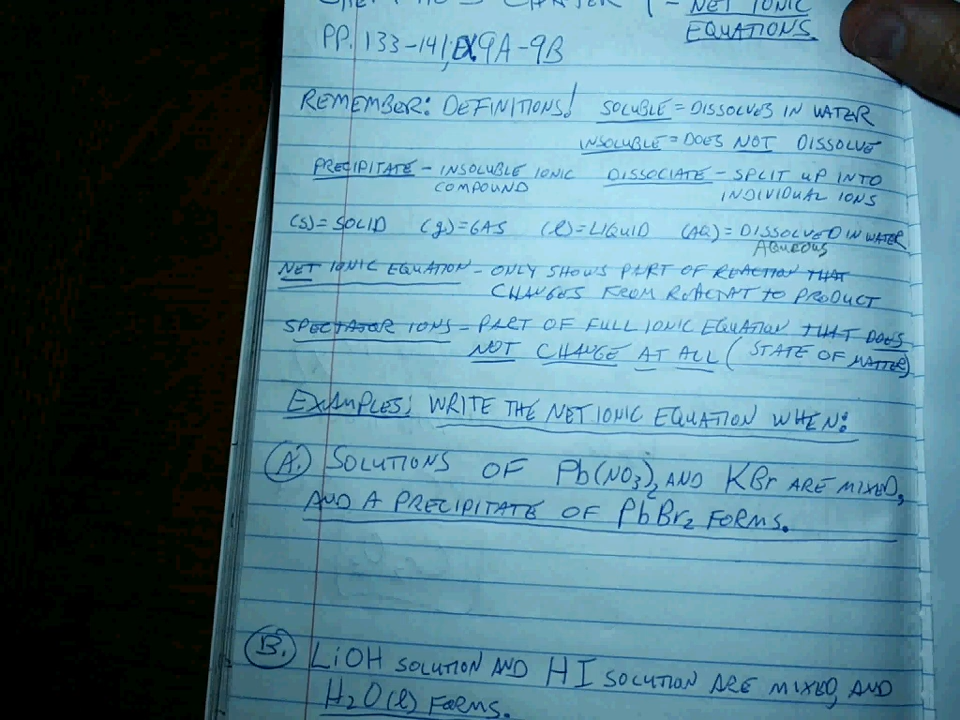 NET IONIC
EQUATIONS.
PP. 133-141; EX 9A-9B
REMEMBER: DEFINITIONS! SOLUBLE = DISSOLVES IN WATER
INSOLUBLE = DOES NOT DISSOLVE
PRECIPITATE - INSOLUBLE IONIC DISSOCIATE - SPLIT UP INTO
COMPOUND INDIVIDUAL IONS
(s) = SOLID (g) = GAS (l) = LIQUID (AQ) = DISSOLVED IN WATER
AQUEOUS
NET IONIC EQUATION - ONLY SHOWS PART OF REACTION THAT
CHANGES FROM REACTAT TO PRODUCT
SPECTATOR IONS - PART OF FULL IONIC EQUATION THAT DOES
NOT CHANGE AT ALL (STATE OF MATTER)
EXAMPLES: WRITE THE NET IONIC EQUATION WHEN:
A. SOLUTIONS OF Pb(NO3)2 AND KBr ARE MIXED,
AND A PRECIPITATE OF PbBr2 FORMS.
B. LiOH SOLUTION AND HI SOLUTION ARE MIXED, AND
H2O(l) FORMS.